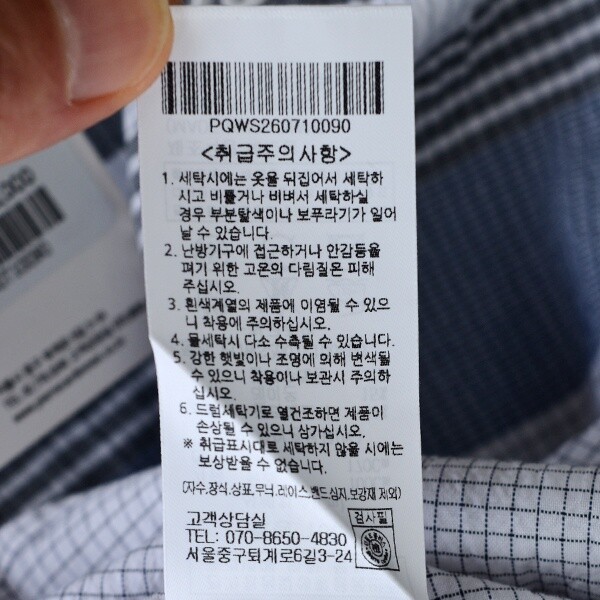 PQWS260710090
<취급주의사항>
1. 세탁시에는 옷을 뒤집어서 세탁하
시고 비틀거나 비벼서 세탁하실
경우 부분탈색이나 보푸라기가 일어
날 수 있습니다.
2. 난방기구에 접근하거나 안감등을
펴기 위한 고온의 다림질은 피해
주십시오.
3. 흰색계열의 제품에 이염될 수 있으
니 착용에 주의하십시오.
4. 물세탁시 다소 수축될 수 있습니다.
5. 강한 햇빛이나 조명에 의해 변색될
수 있으니 착용이나 보관시 주의하
십시오.
6. 드럼세탁기로 열건조하면 제품이
손상될 수 있으니 삼가십시오.
※ 취급표시대로 세탁하지 않을 시에는
보상받을 수 없습니다.
(자수,장식,상표,무늬,레이스,밴드심지,보강재 제외)
고객상담실
검사필
TEL: 070-8650-4830
서울중구퇴계로6길3-24